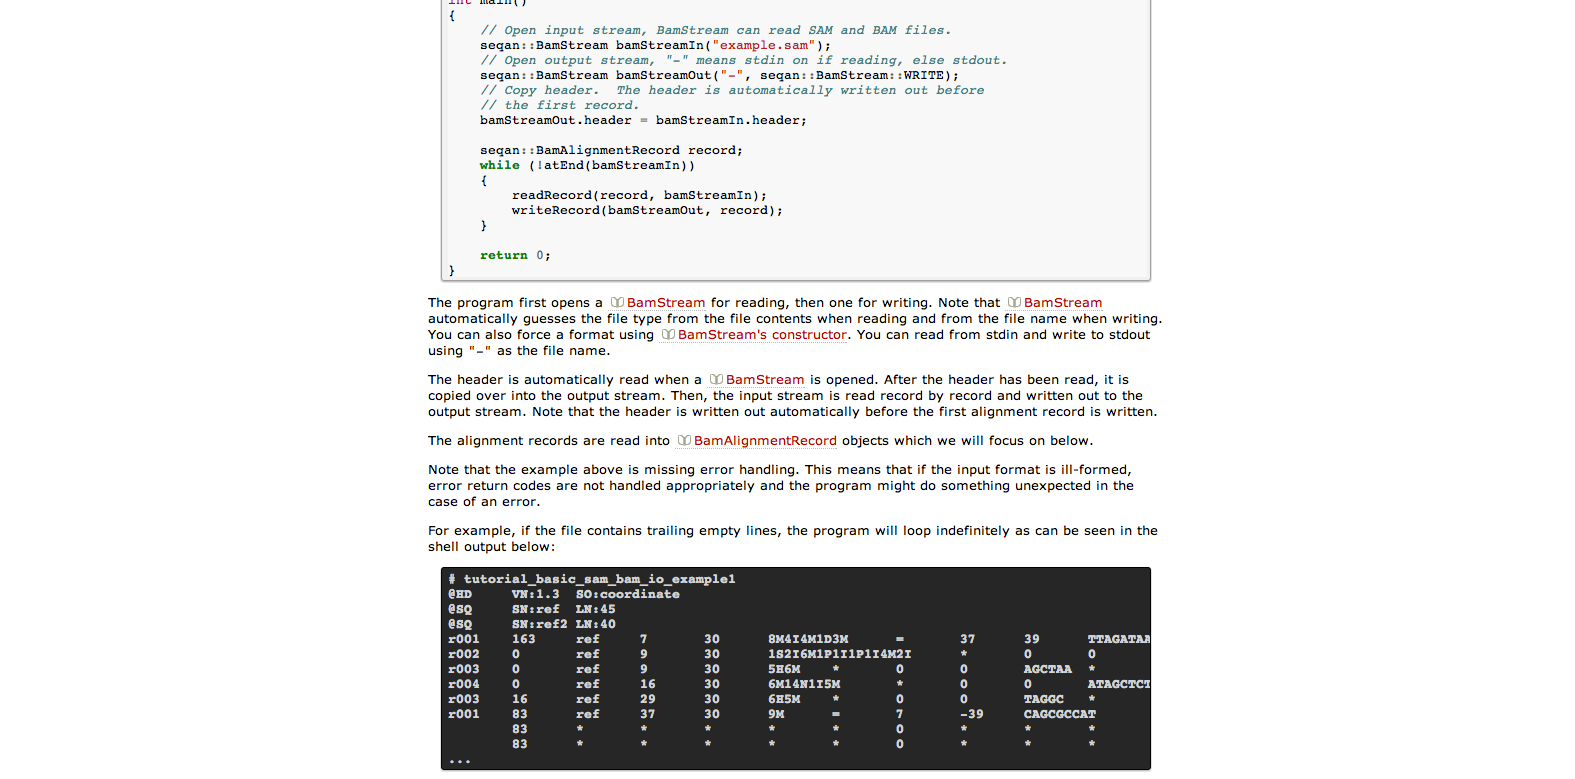 int main()
{
// Open input stream, BamStream can read SAM and BAM files.
seqan::BamStream bamStreamIn("example.sam");
// Open output stream, "-" means stdin on if reading, else stdout.
seqan::BamStream bamStreamOut("-", seqan::BamStream::WRITE);
// Copy header.  The header is automatically written out before
// the first record.
bamStreamOut.header = bamStreamIn.header;
seqan::BamAlignmentRecord record;
while (!atEnd(bamStreamIn))
{
readRecord(record, bamStreamIn);
writeRecord(bamStreamOut, record);
}
return 0;
}
The program first opens a BamStream for reading, then one for writing. Note that BamStream
automatically guesses the file type from the file contents when reading and from the file name when writing.
You can also force a format using BamStream's constructor. You can read from stdin and write to stdout
using "-" as the file name.
The header is automatically read when a BamStream is opened. After the header has been read, it is
copied over into the output stream. Then, the input stream is read record by record and written out to the
output stream. Note that the header is written out automatically before the first alignment record is written.
The alignment records are read into BamAlignmentRecord objects which we will focus on below.
Note that the example above is missing error handling. This means that if the input format is ill-formed,
error return codes are not handled appropriately and the program might do something unexpected in the
case of an error.
For example, if the file contains trailing empty lines, the program will loop indefinitely as can be seen in the
shell output below:
# tutorial_basic_sam_bam_io_example1
@HD VN:1.3 SO:coordinate
@SQ SN:ref LN:45
@SQ SN:ref2 LN:40
r001 163 ref 7 30 8M4I4M1D3M = 37 39 TTAGATAA
r002 0 ref 9 30 1S2I6M1P1I1P1I4M2I * 0 0
r003 0 ref 9 30 5H6M * 0 0 AGCTAA *
r004 0 ref 16 30 6M14N1I5M * 0 0 ATAGCTCT
r003 16 ref 29 30 6H5M * 0 0 TAGGC *
r001 83 ref 37 30 9M = 7 -39 CAGCGCCAT
83 * * * * * 0 * * *
83 * * * * * 0 * * *
...